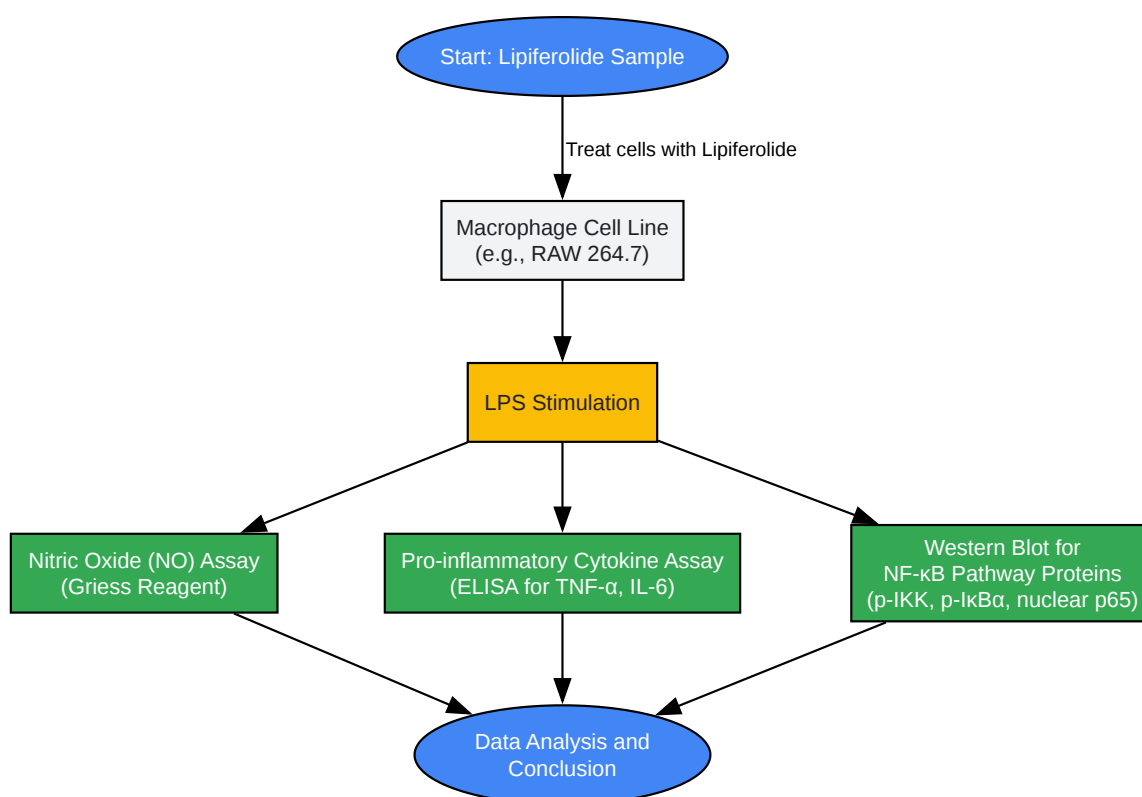 Start: Lipiferolide Sample
Treat cells with Lipiferolide
Macrophage Cell Line
(e.g., RAW 264.7)
LPS Stimulation
Nitric Oxide (NO) Assay
(Griess Reagent)
Pro-inflammatory Cytokine Assay
(ELISA for TNF-α, IL-6)
Western Blot for
NF-κB Pathway Proteins
(p-IKK, p-IκBα, nuclear p65)
Data Analysis and
Conclusion